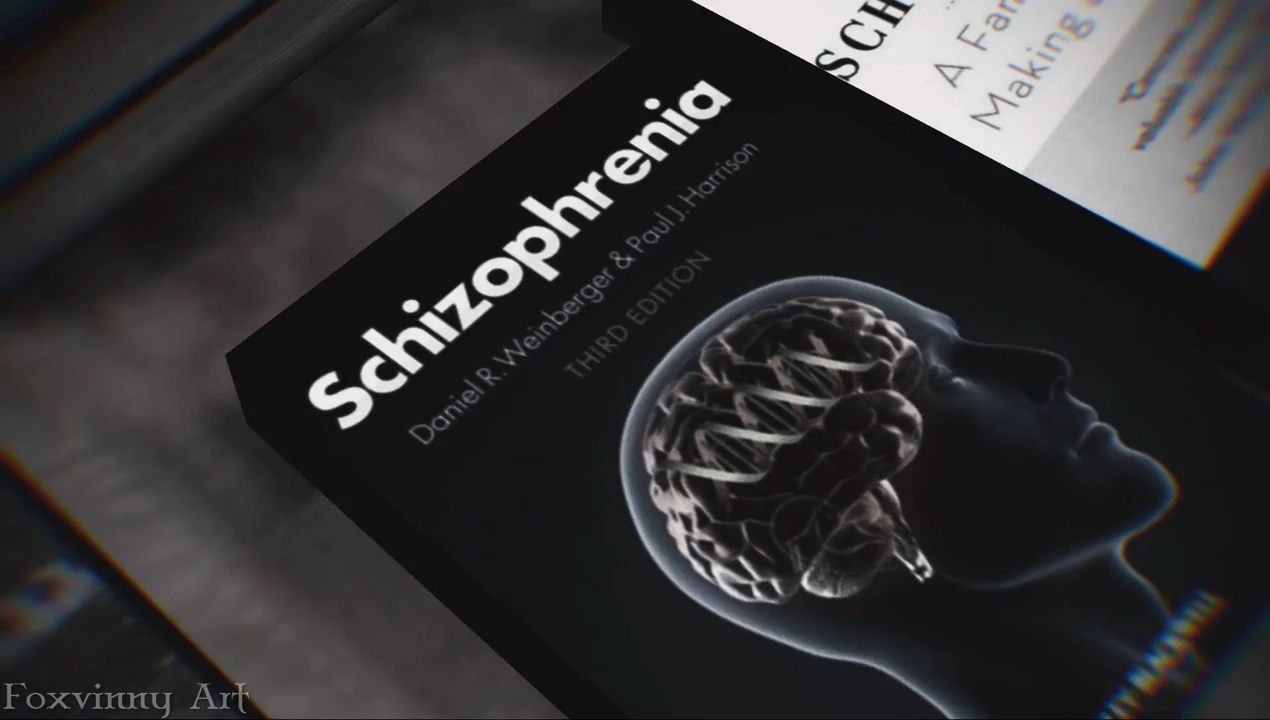 Schizophrenia
Daniel R. Weinberger & Paul J. Harrison
THIRD EDITION
SCH
A Fam
Making
Foxvinny Art